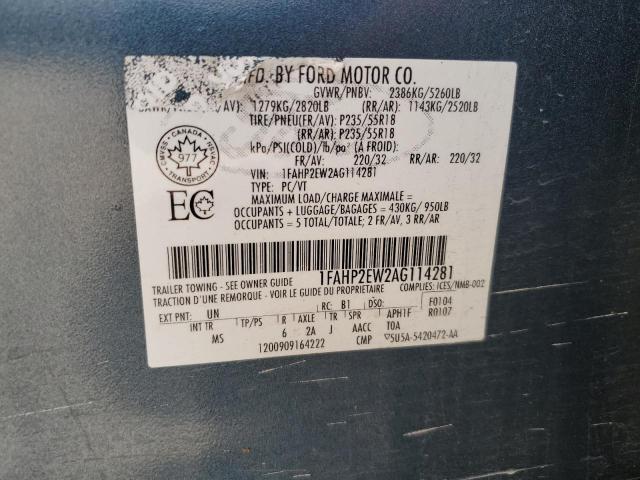 BY FORD MOTOR CO.
GVWR/PNBV: 2386KG/5260LB
AV): 1279KG/2820LB (RR/AR): 1143KG/2520LB
TIRE/PNEU(FR/AV): P235/55R18
(RR/AR): P235/55R18
kPa/PSI(COLD)/lb/po² (A FROID):
FR/AV: 220/32 RR/AR: 220/32
VIN: 1FAHP2EW2AG114281
TYPE: PC/VT
MAXIMUM LOAD/CHARGE MAXIMALE =
OCCUPANTS + LUGGAGE/BAGAGES = 430KG/ 950LB
OCCUPANTS = 5 TOTAL/TOTALE; 2 FR/AV, 3 RR/AR
CMVSS • CANADA • NSVAC
977
TRANSPORT
EC
1FAHP2EW2AG114281
TRAILER TOWING - SEE OWNER GUIDE
TRACTION D'UNE REMORQUE - VOIR LE GUIDE DU PROPRIETAIRE
COMPLIES: ICES/NMB-002
EXT PNT: UN RC: B1 DSO: F0104
R0107
INT TR TP/PS R AXLE TR SPR APH1F
MS 6 2A J AACC TOA
1200909164222 CMP ▽5U5A-5420472-AA